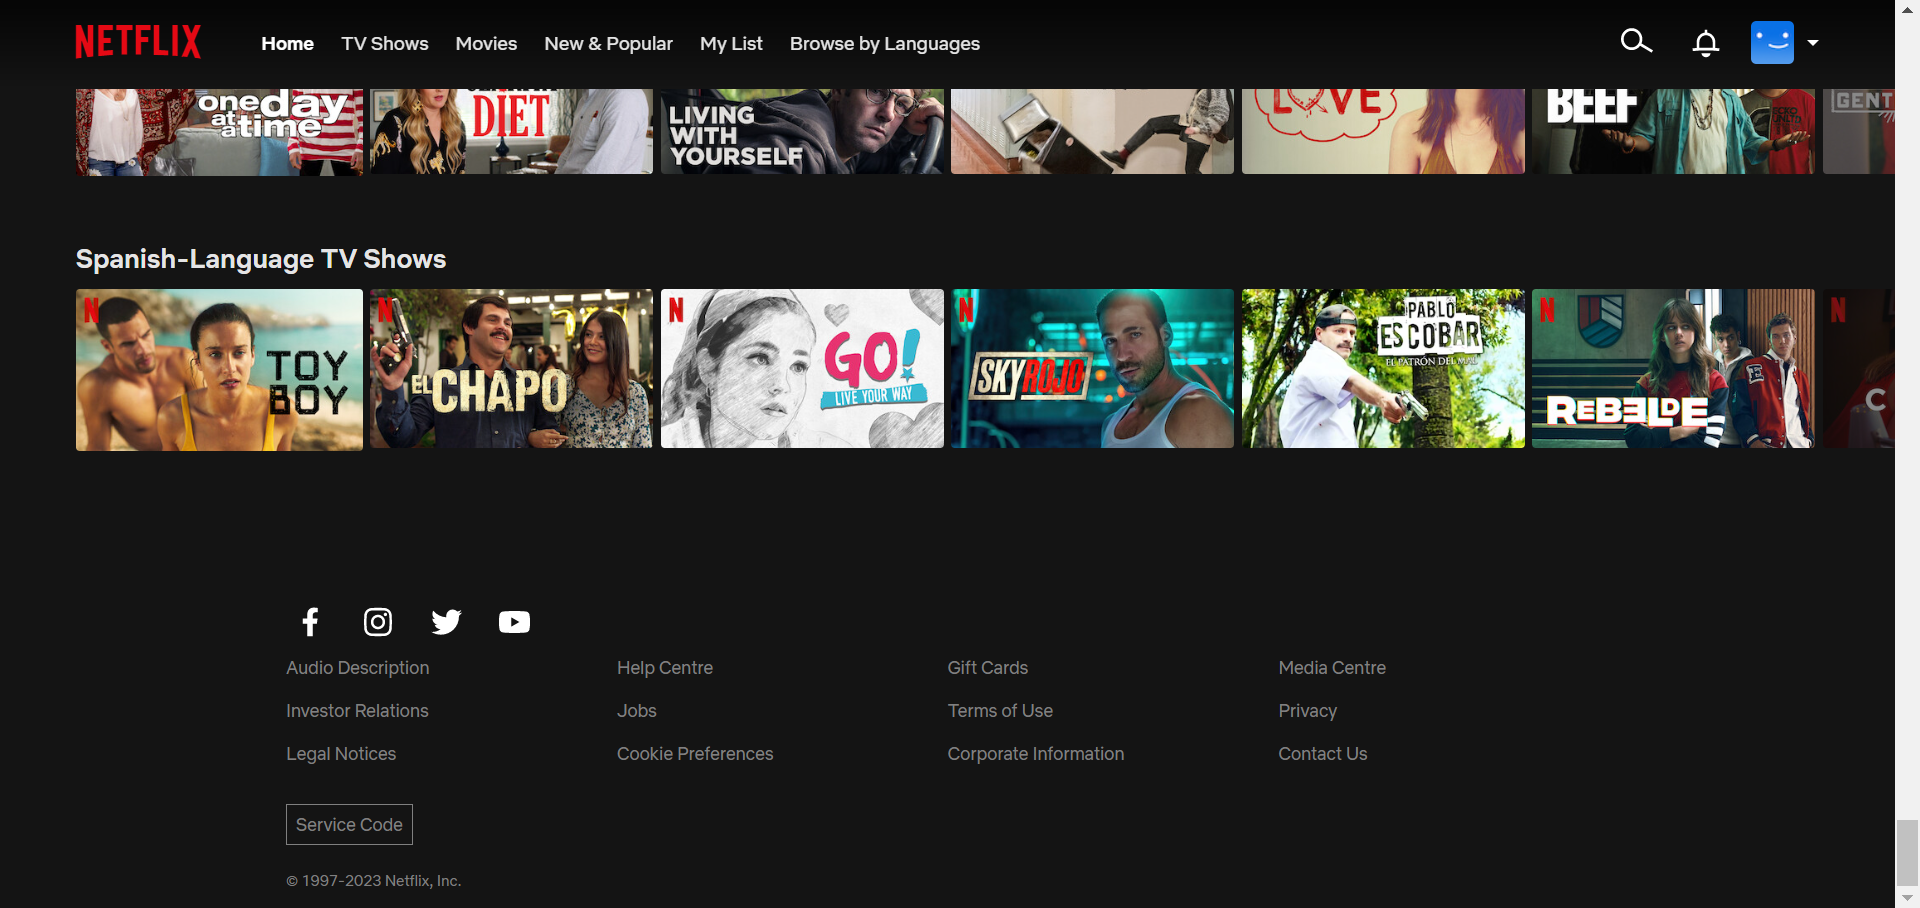 NETFLIX
Home
TV Shows
Movies
New & Popular
My List
Browse by Languages
one day
at
a time
DIET
LIVING
WITH
YOURSELF
LOVE
BEEF
GENT
Spanish-Language TV Shows
N
TOY
BOY
N
EL CHAPO
N
GO!
LIVE YOUR WAY
N
SKYROJO
PABLO
ESCOBAR
EL PATRÓN DEL MAL
N
REBELDE
N
C
Audio Description
Help Centre
Gift Cards
Media Centre
Investor Relations
Jobs
Terms of Use
Privacy
Legal Notices
Cookie Preferences
Corporate Information
Contact Us
Service Code
© 1997-2023 Netflix, Inc.